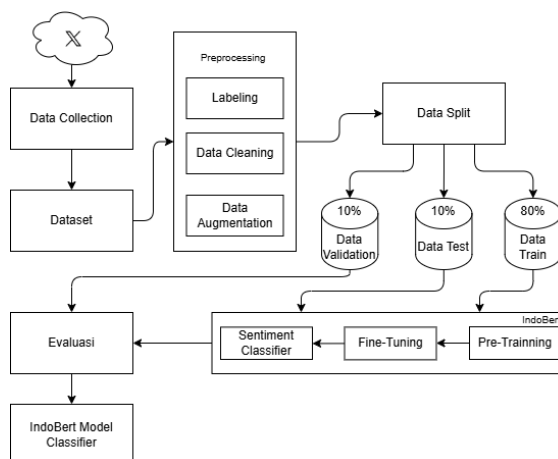 𝕏
Data Collection
Dataset
Preprocessing
Labeling
Data Cleaning
Data
Augmentation
Data Split
10%
Data
Validation
10%
Data Test
80%
Data
Train
IndoBert
Sentiment
Classifier
Fine-Tuning
Pre-Trainning
Evaluasi
IndoBert Model
Classifier